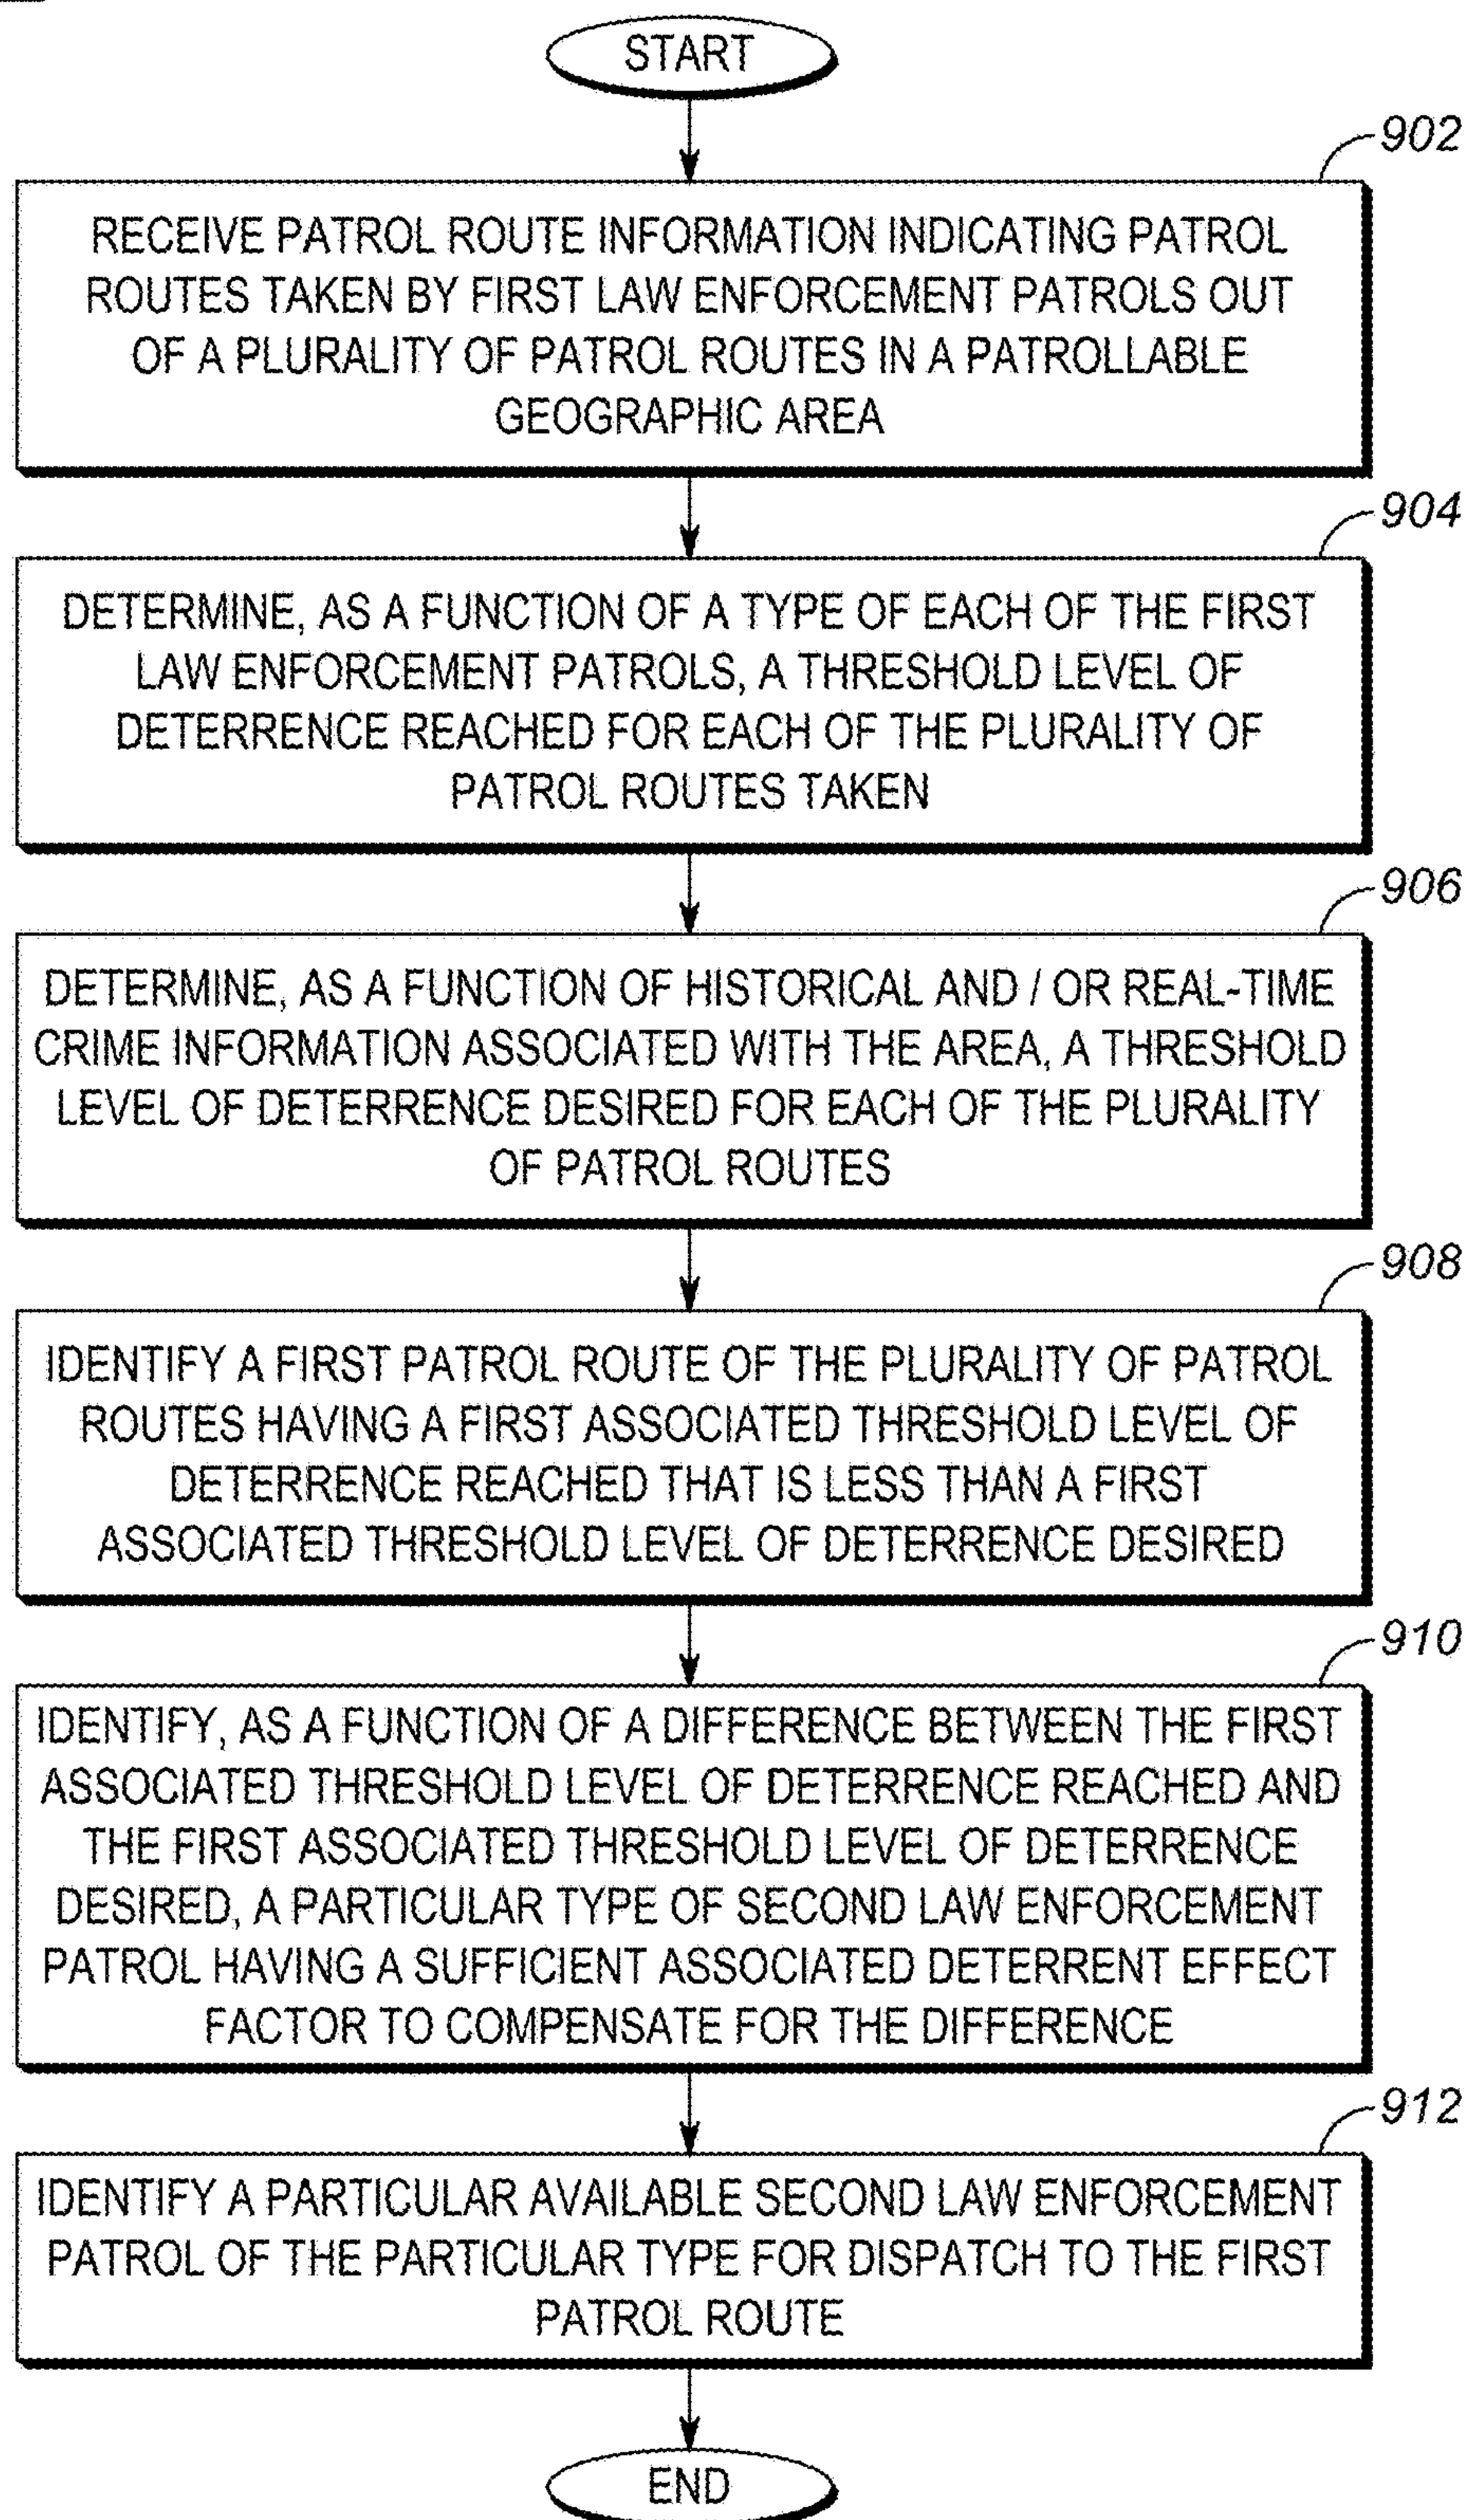 START
902
RECEIVE PATROL ROUTE INFORMATION INDICATING PATROL
ROUTES TAKEN BY FIRST LAW ENFORCEMENT PATROLS OUT
OF A PLURALITY OF PATROL ROUTES IN A PATROLLABLE
GEOGRAPHIC AREA
904
DETERMINE, AS A FUNCTION OF A TYPE OF EACH OF THE FIRST
LAW ENFORCEMENT PATROLS, A THRESHOLD LEVEL OF
DETERRENCE REACHED FOR EACH OF THE PLURALITY OF
PATROL ROUTES TAKEN
906
DETERMINE, AS A FUNCTION OF HISTORICAL AND / OR REAL-TIME
CRIME INFORMATION ASSOCIATED WITH THE AREA, A THRESHOLD
LEVEL OF DETERRENCE DESIRED FOR EACH OF THE PLURALITY
OF PATROL ROUTES
908
IDENTIFY A FIRST PATROL ROUTE OF THE PLURALITY OF PATROL
ROUTES HAVING A FIRST ASSOCIATED THRESHOLD LEVEL OF
DETERRENCE REACHED THAT IS LESS THAN A FIRST
ASSOCIATED THRESHOLD LEVEL OF DETERRENCE DESIRED
910
IDENTIFY, AS A FUNCTION OF A DIFFERENCE BETWEEN THE FIRST
ASSOCIATED THRESHOLD LEVEL OF DETERRENCE REACHED AND
THE FIRST ASSOCIATED THRESHOLD LEVEL OF DETERRENCE
DESIRED, A PARTICULAR TYPE OF SECOND LAW ENFORCEMENT
PATROL HAVING A SUFFICIENT ASSOCIATED DETERRENT EFFECT
FACTOR TO COMPENSATE FOR THE DIFFERENCE
912
IDENTIFY A PARTICULAR AVAILABLE SECOND LAW ENFORCEMENT
PATROL OF THE PARTICULAR TYPE FOR DISPATCH TO THE FIRST
PATROL ROUTE
END